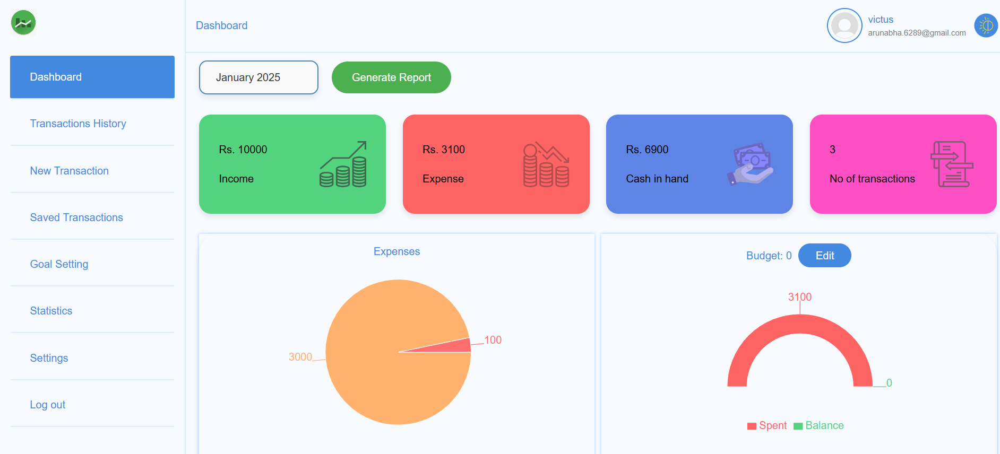 Dashboard
victus
arunabha.6289@gmail.com
Dashboard
Transactions History
New Transaction
Saved Transactions
Goal Setting
Statistics
Settings
Log out
January 2025
Generate Report
Rs. 10000
Income
Rs. 3100
Expense
Rs. 6900
Cash in hand
3
No of transactions
Expenses
100
3000
Budget: 0 Edit
3100
0
Spent Balance